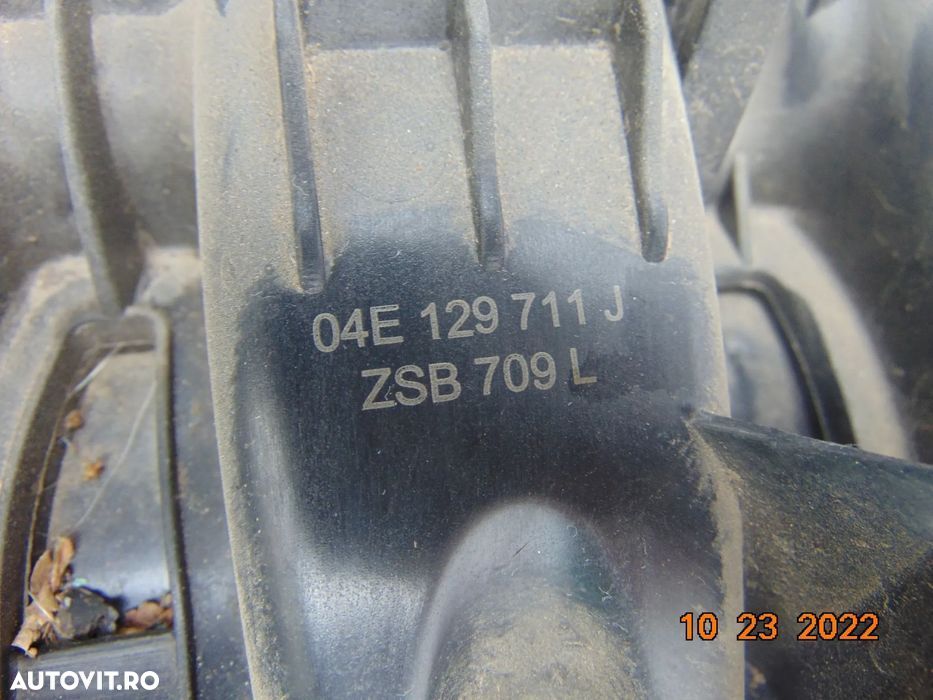 04E 129 711 J
ZSB 709 L
10 23 2022
AUTOVIT.RO